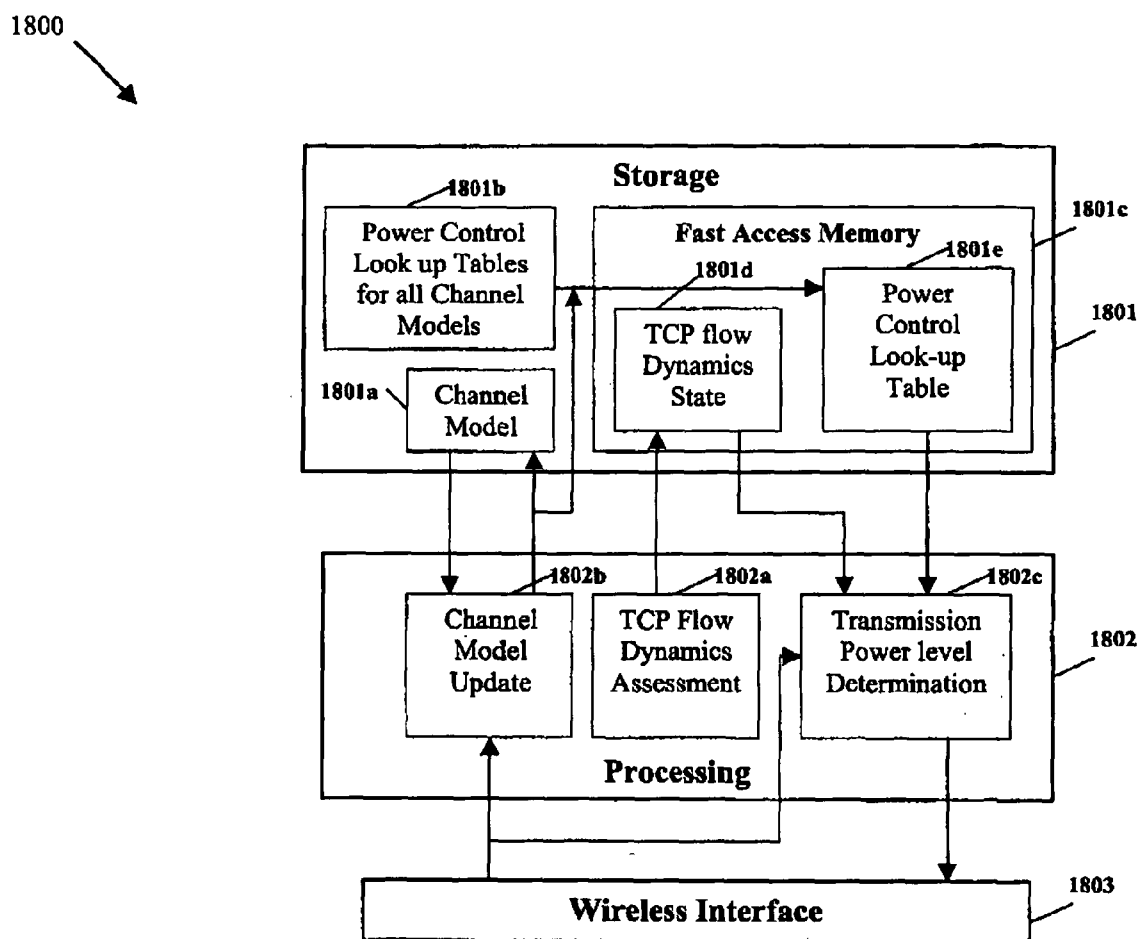 1800
Storage
1801b
Power Control
Look up Tables
for all Channel
Models
1801a
Channel
Model
Fast Access Memory
1801c
1801d
TCP flow
Dynamics
State
1801e
Power
Control
Look-up
Table
1801
1802b
Channel
Model
Update
1802a
TCP Flow
Dynamics
Assessment
1802c
Transmission
Power level
Determination
1802
Processing
Wireless Interface
1803